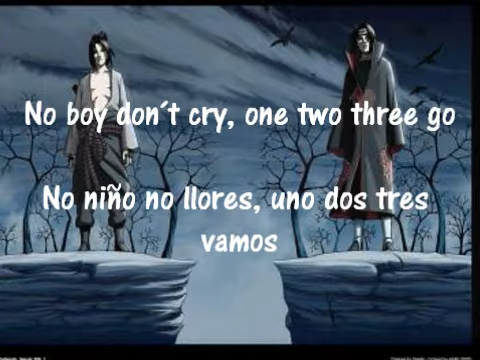 No boy don´t cry, one two three go
No niño no llores, uno dos tres
vamos